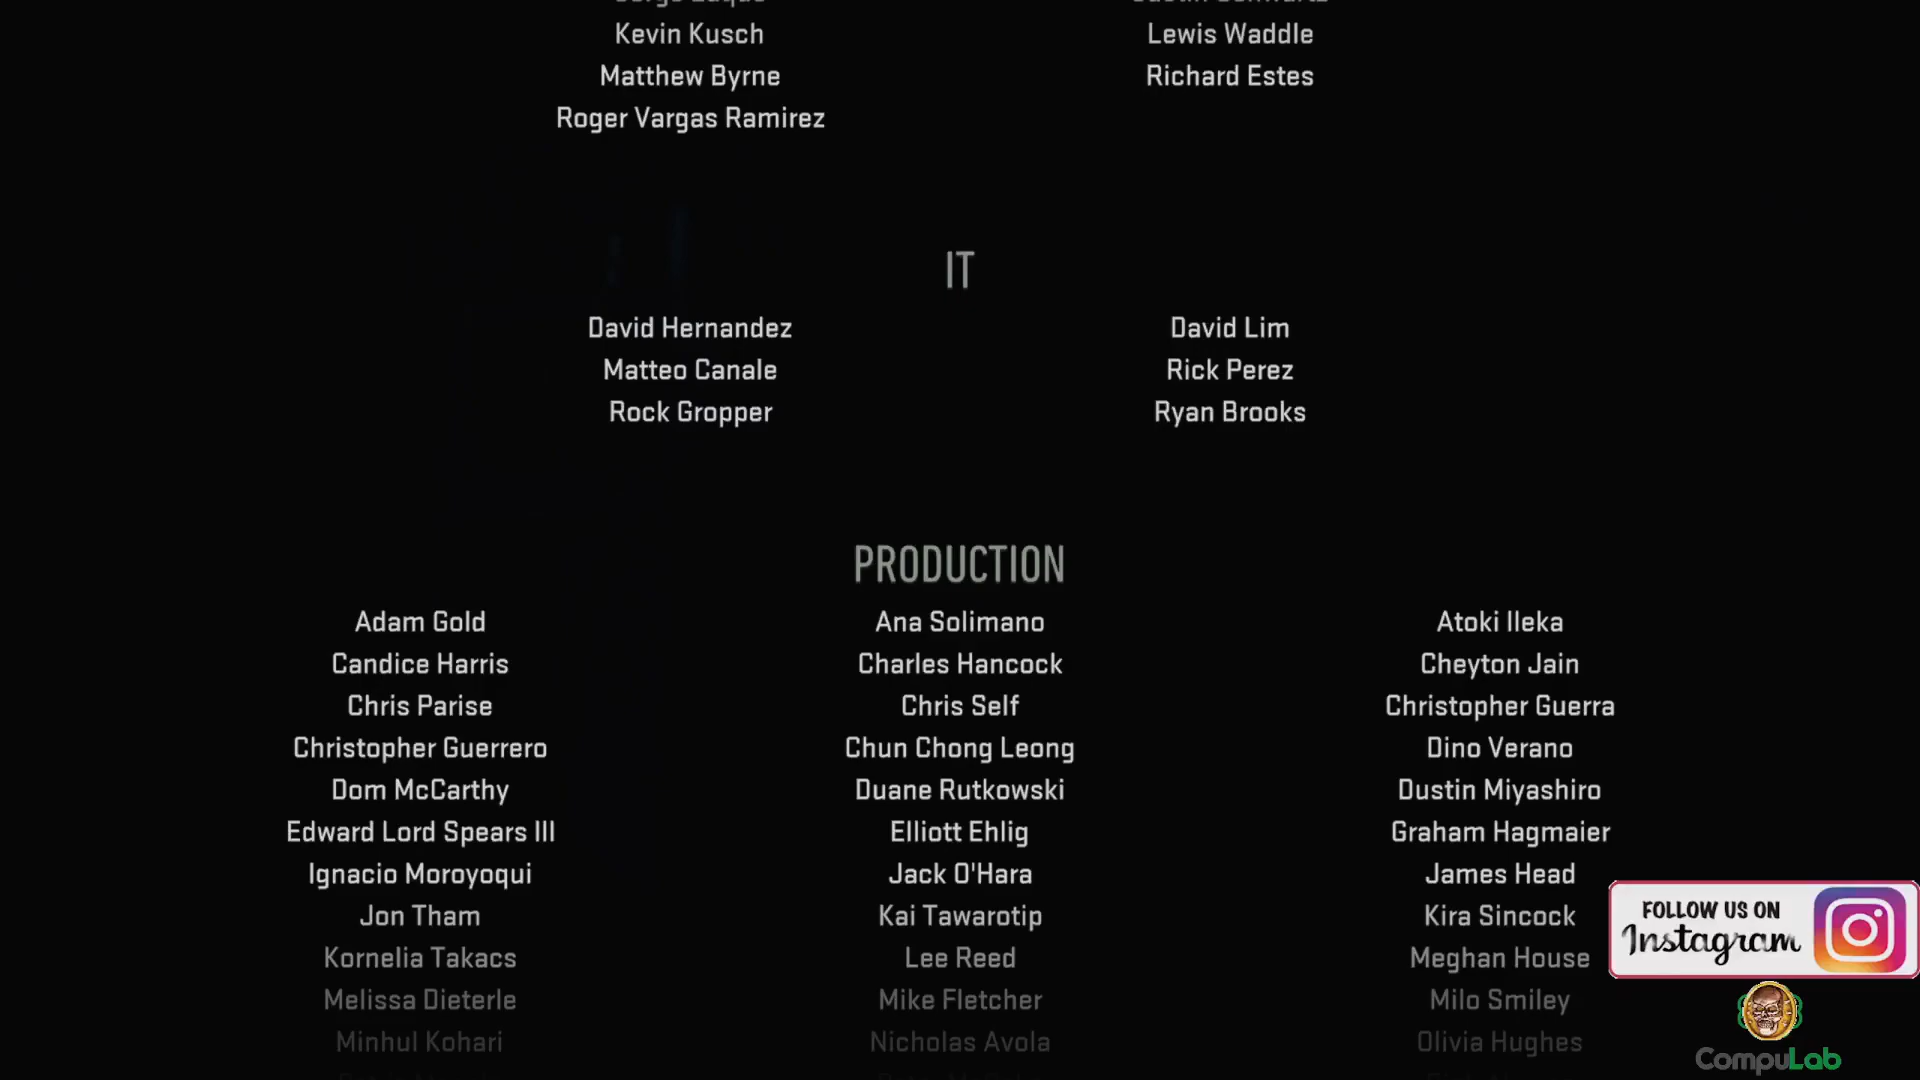 Kevin Kusch Lewis Waddle
Matthew Byrne Richard Estes
Roger Vargas Ramirez
IT
David Hernandez David Lim
Matteo Canale Rick Perez
Rock Gropper Ryan Brooks
PRODUCTION
Adam Gold Ana Solimano Atoki Ileka
Candice Harris Charles Hancock Cheyton Jain
Chris Parise Chris Self Christopher Guerra
Christopher Guerrero Chun Chong Leong Dino Verano
Dom McCarthy Duane Rutkowski Dustin Miyashiro
Edward Lord Spears III Elliott Ehlig Graham Hagmaier
Ignacio Moroyoqui Jack O'Hara James Head
Jon Tham Kai Tawarotip Kira Sincock
Kornelia Takacs Lee Reed Meghan House
Melissa Dieterle Mike Fletcher Milo Smiley
Minhul Kohari Nicholas Avola Olivia Hughes
FOLLOW US ON
Instagram
CompuLab